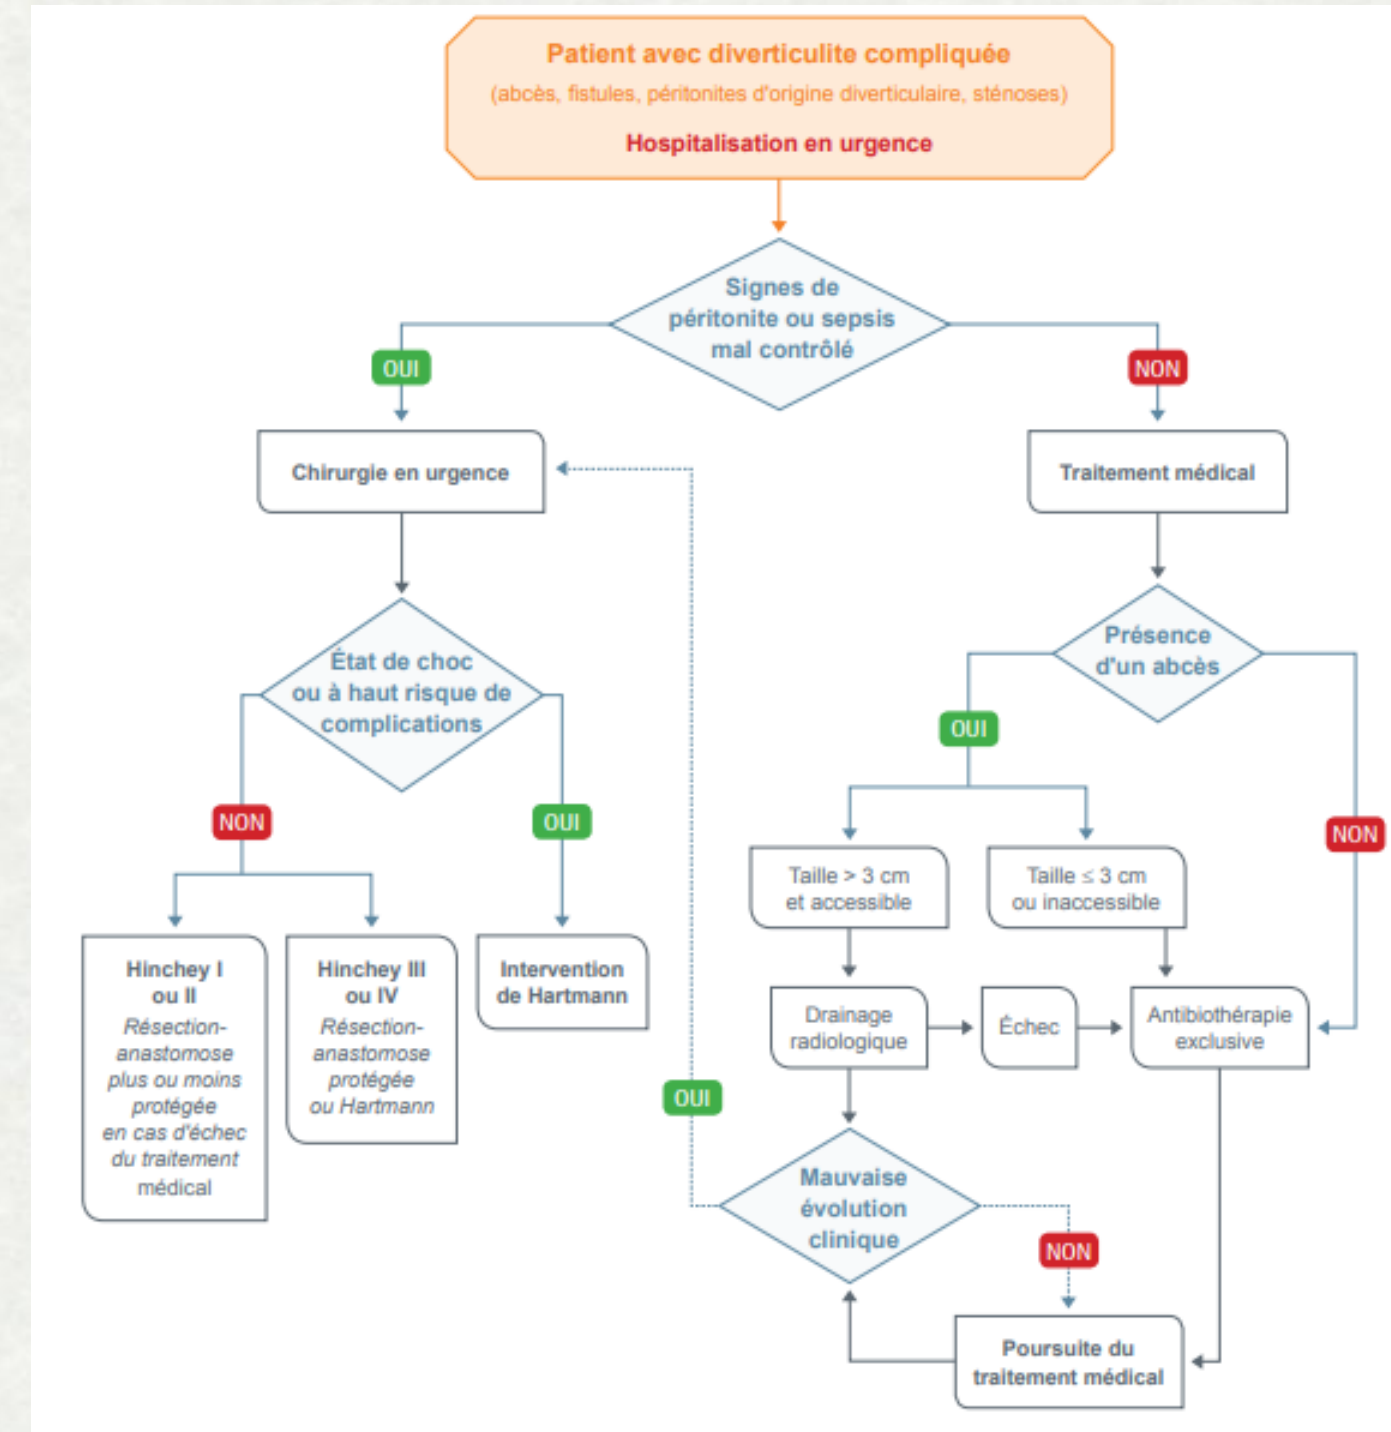 Patient avec diverticulite compliquée
(abcès, fistules, péritonites d'origine diverticulaire, sténoses)
Hospitalisation en urgence
Signes de
péritonite ou sepsis
mal contrôlé
OUI
NON
Chirurgie en urgence
Traitement médical
État de choc
ou à haut risque de
complications
Présence
d'un abcès
OUI
NON
OUI
NON
Taille > 3 cm
et accessible
Taille ≤ 3 cm
ou inaccessible
Hinchey I
ou II
Résection-
anastomose
plus ou moins
protégée
en cas d'échec
du traitement
médical
Hinchey III
ou IV
Résection-
anastomose
protégée
ou Hartmann
Intervention
de Hartmann
Drainage
radiologique
Échec
Antibiothérapie
exclusive
OUI
Mauvaise
évolution
clinique
NON
Poursuite du
traitement médical